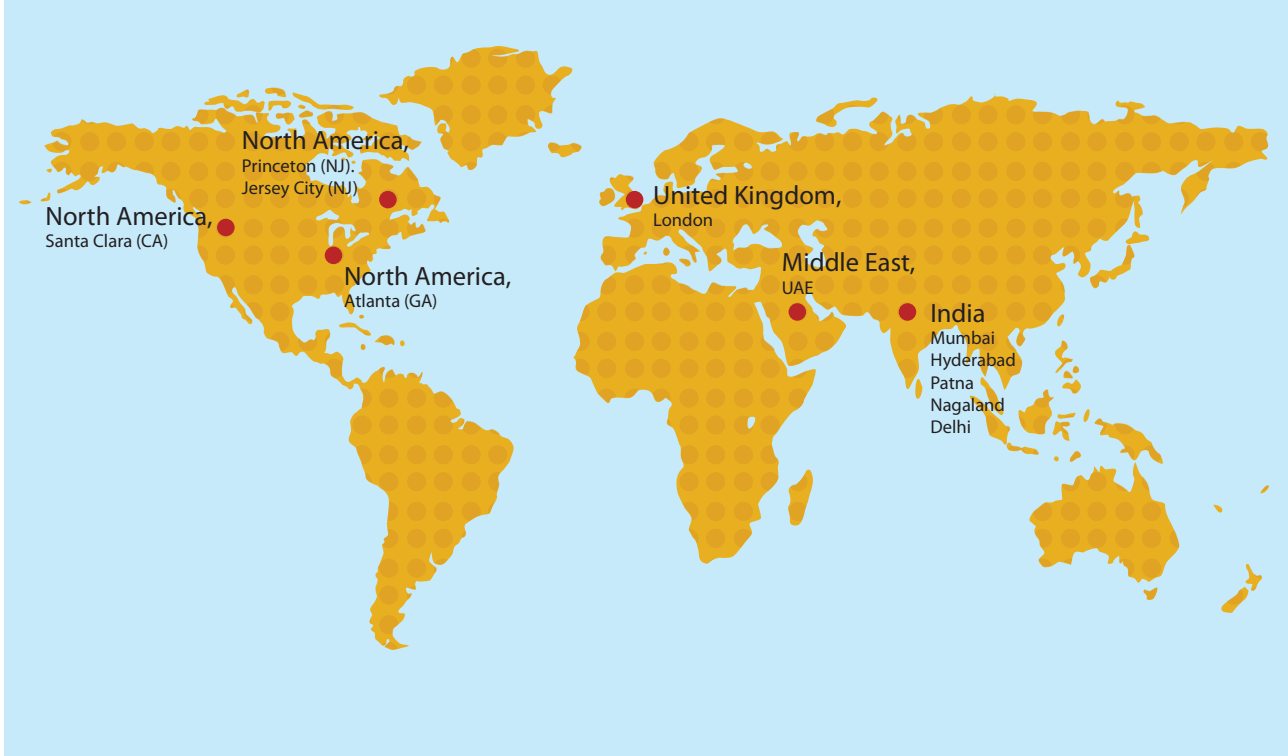 North America,
Princeton (NJ).
Jersey City (NJ)
North America,
Santa Clara (CA)
North America,
Atlanta (GA)
United Kingdom,
London
Middle East,
UAE
India
Mumbai
Hyderabad
Patna
Nagaland
Delhi